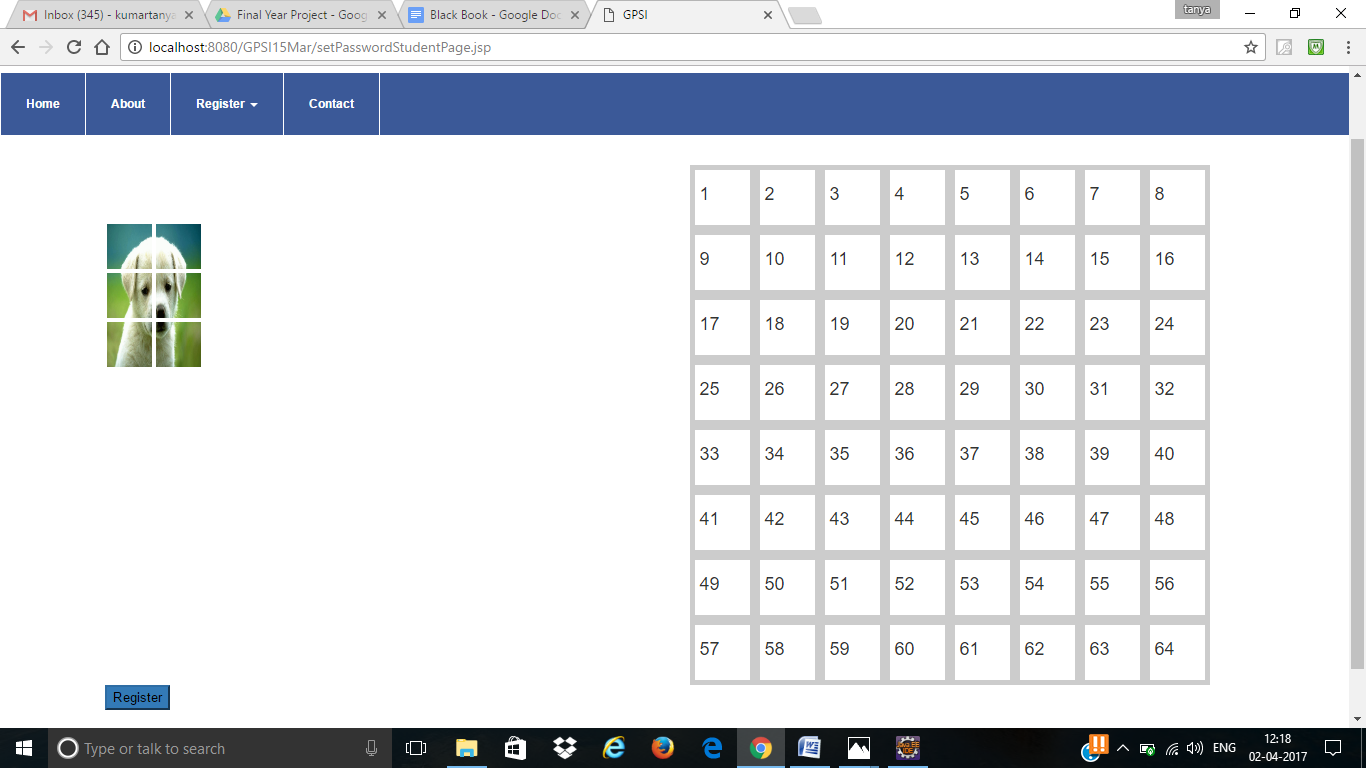 Inbox (345) - kumartanya
Final Year Project - Goog
Black Book - Google Doc
GPSI
tanya
localhost:8080/GPSI15Mar/setPasswordStudentPage.jsp
Home About Register Contact
1 2 3 4 5 6 7 8
9 10 11 12 13 14 15 16
17 18 19 20 21 22 23 24
25 26 27 28 29 30 31 32
33 34 35 36 37 38 39 40
41 42 43 44 45 46 47 48
49 50 51 52 53 54 55 56
57 58 59 60 61 62 63 64
Register
Type or talk to search
ENG
12:18
02-04-2017